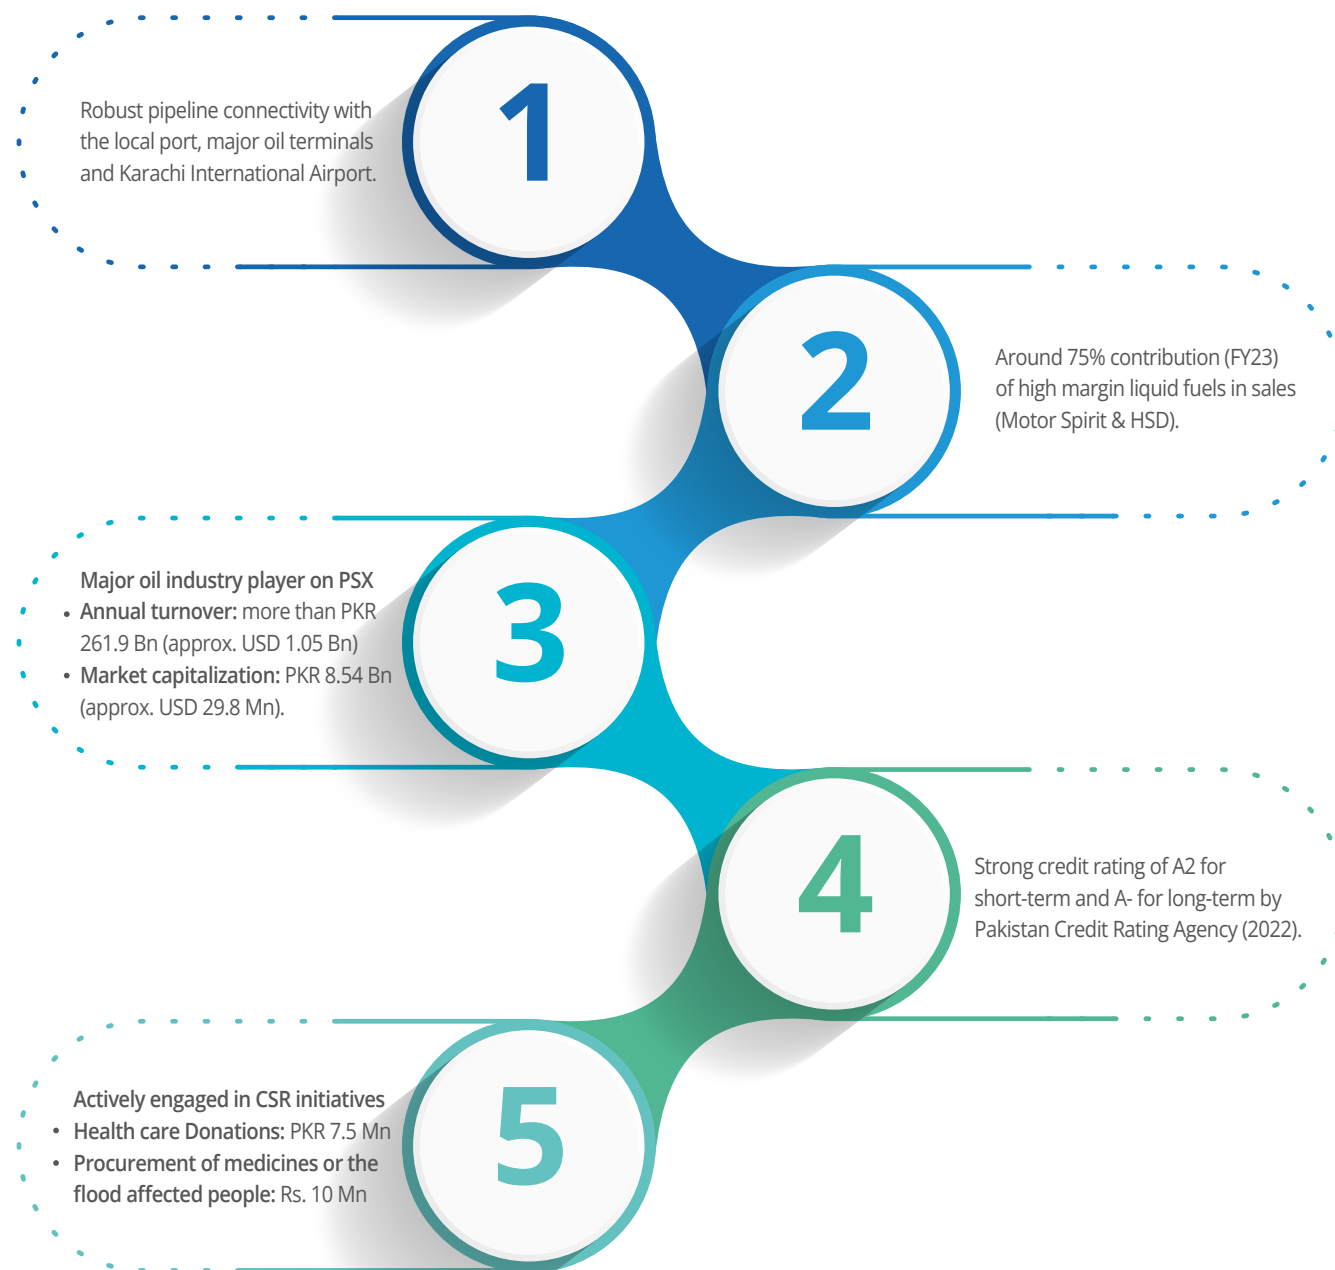 1
Robust pipeline connectivity with
the local port, major oil terminals
and Karachi International Airport.
2
Around 75% contribution (FY23)
of high margin liquid fuels in sales
(Motor Spirit & HSD).
3
Major oil industry player on PSX
• Annual turnover: more than PKR
261.9 Bn (approx. USD 1.05 Bn)
• Market capitalization: PKR 8.54 Bn
(approx. USD 29.8 Mn).
4
Strong credit rating of A2 for
short-term and A- for long-term by
Pakistan Credit Rating Agency (2022).
5
Actively engaged in CSR initiatives
• Health care Donations: PKR 7.5 Mn
• Procurement of medicines or the
flood affected people: Rs. 10 Mn